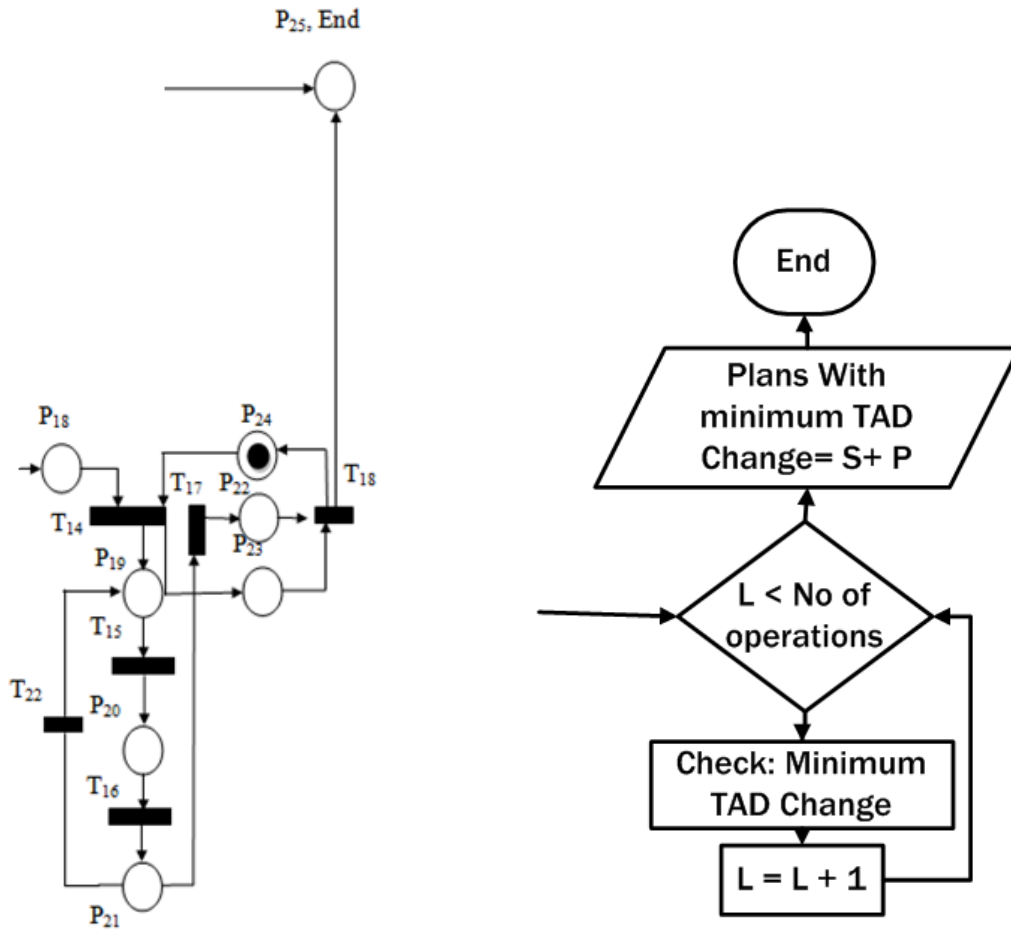 P25, End
P18
P24
T17
P22
T18
T14
P23
P19
T15
T22
P20
T16
P21
End
Plans With
minimum TAD
Change= S+ P
L < No of
operations
Check: Minimum
TAD Change
L = L + 1